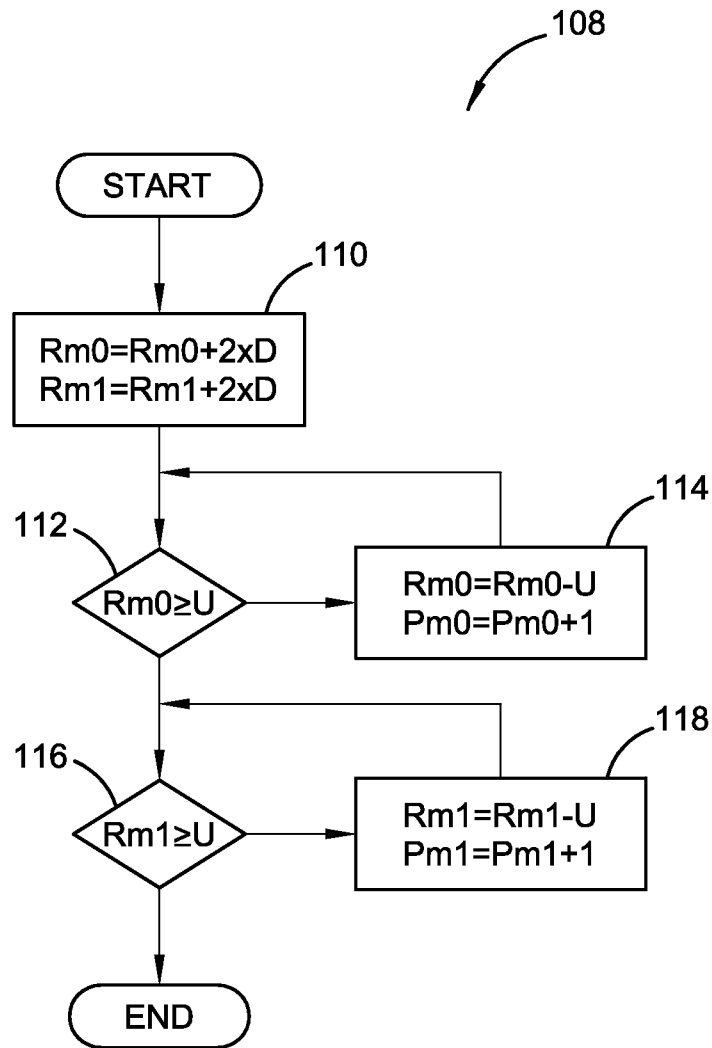 108
START
110
Rm0=Rm0+2xD
Rm1=Rm1+2xD
112
Rm0≥U
114
Rm0=Rm0-U
Pm0=Pm0+1
116
Rm1≥U
118
Rm1=Rm1-U
Pm1=Pm1+1
END